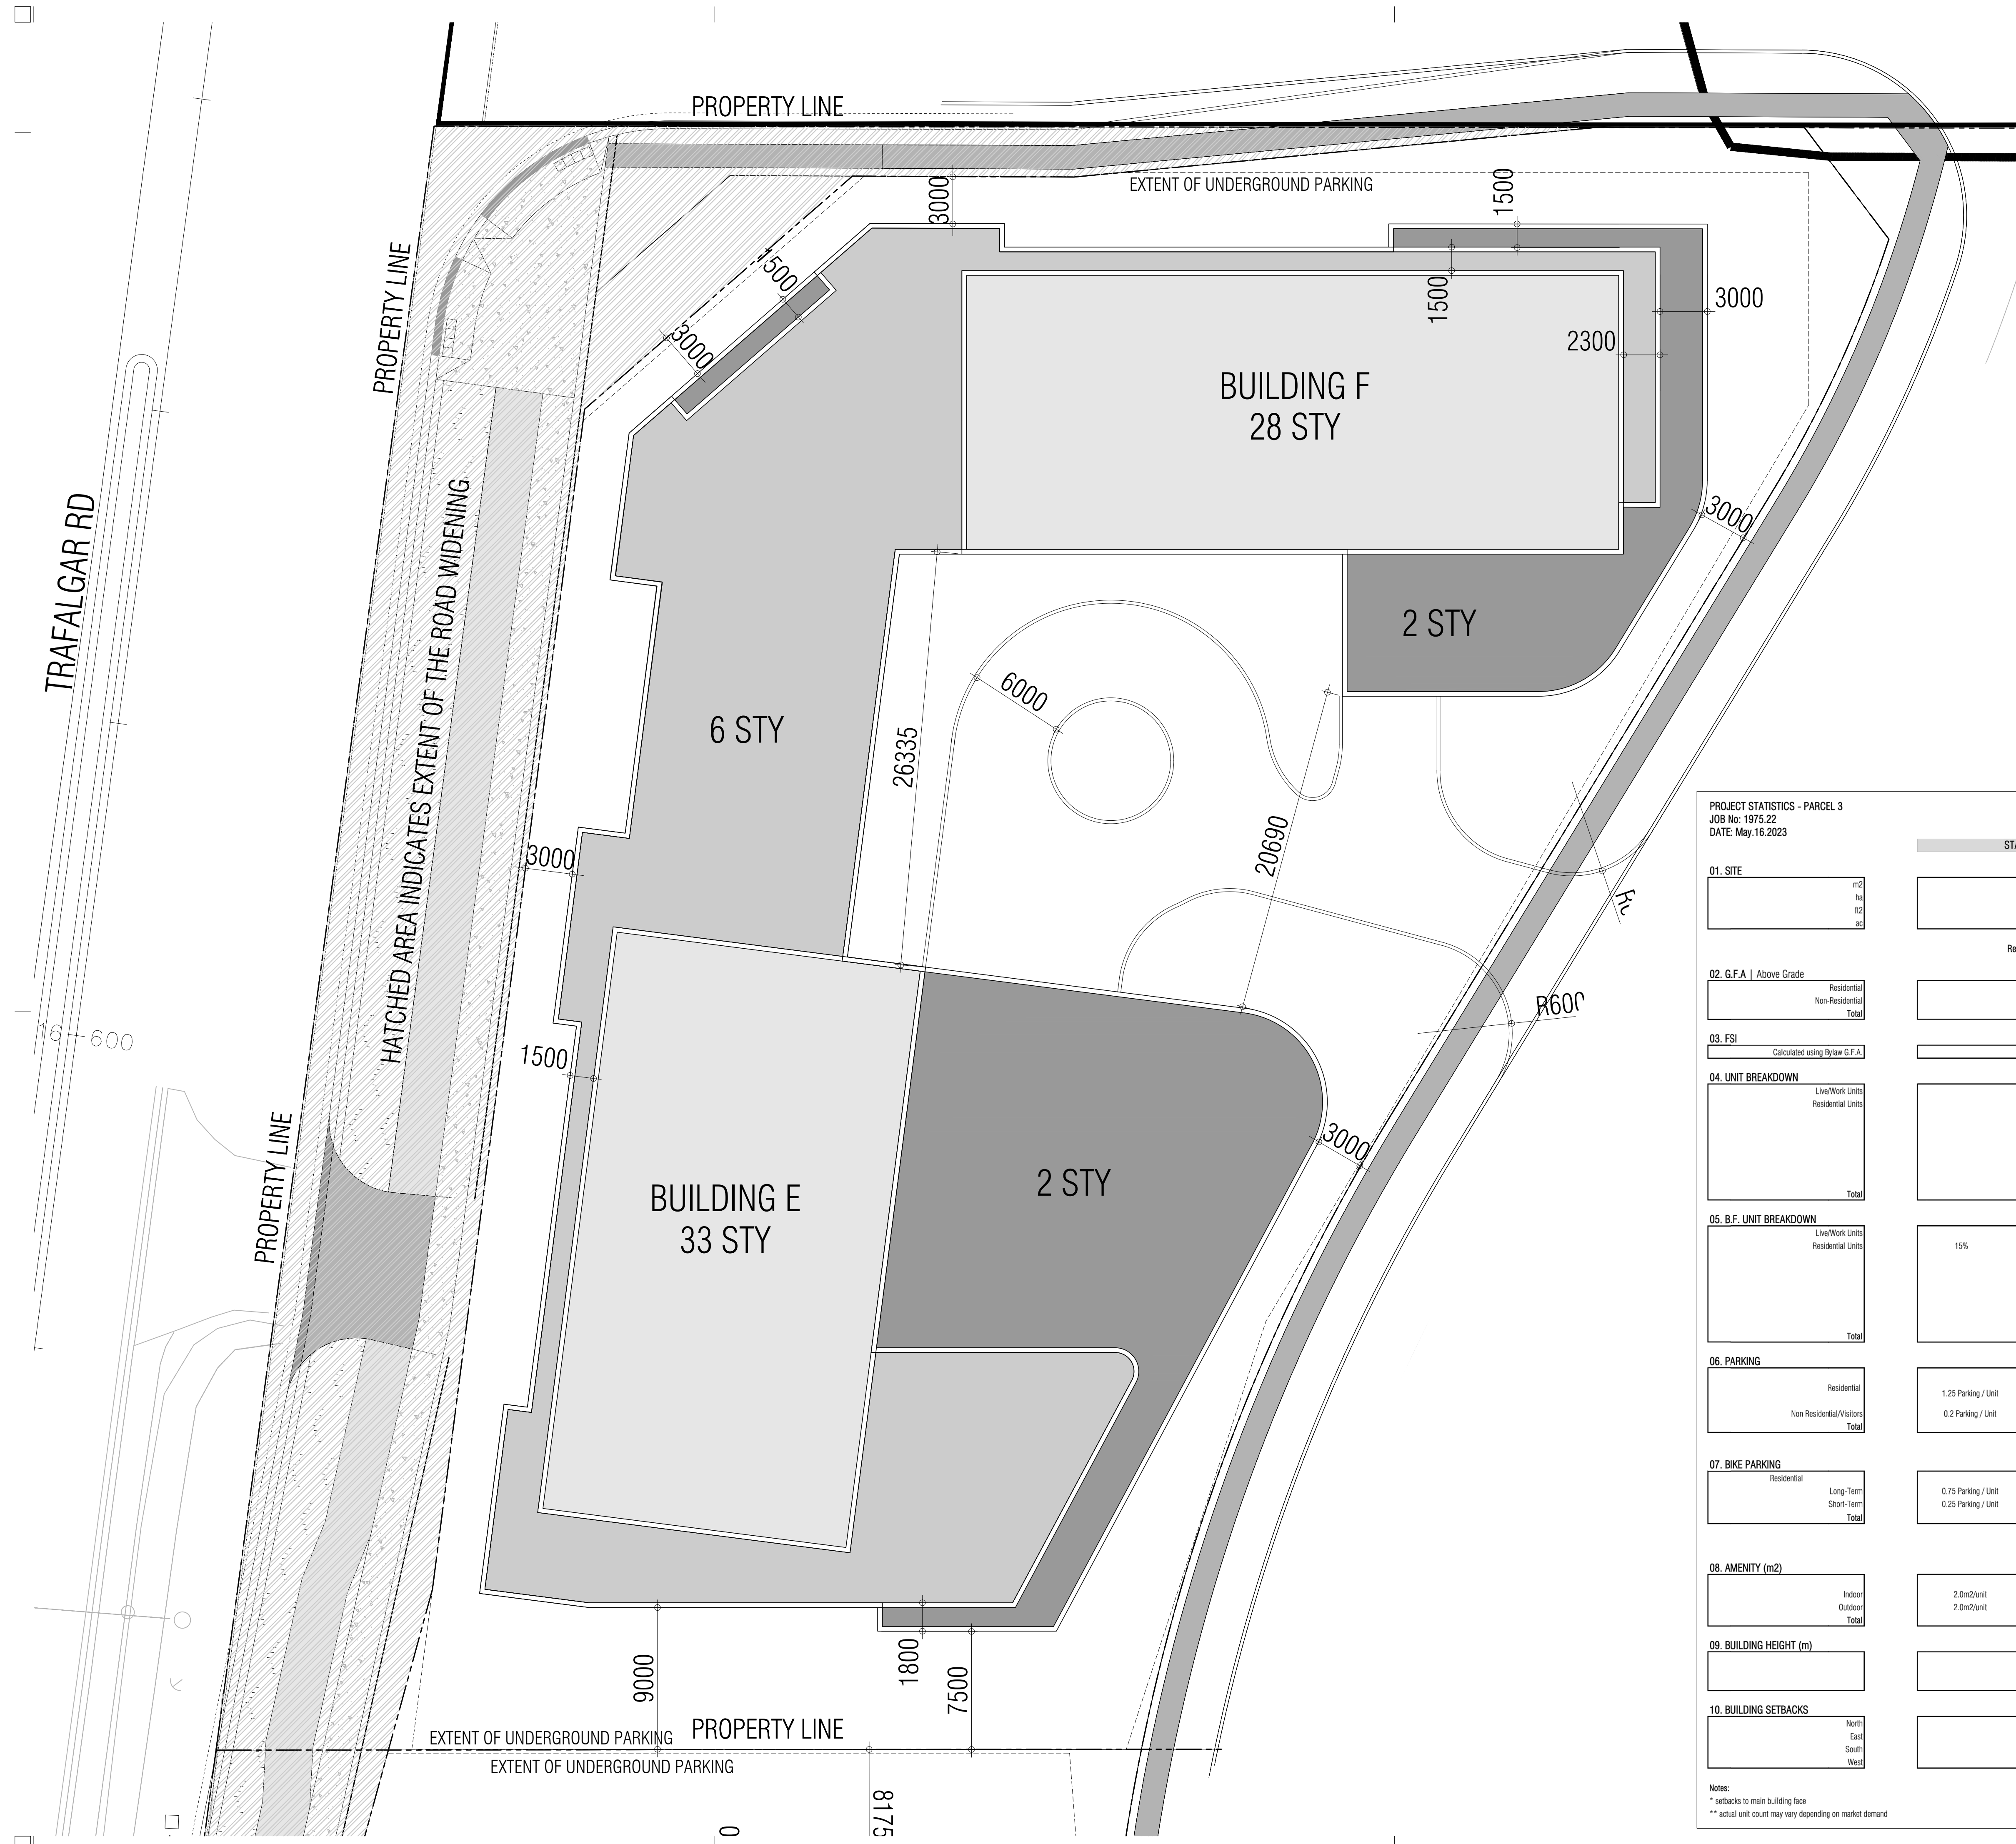 PROPERTY LINE
EXTENT OF UNDERGROUND PARKING
3000
1500
PROPERTY LINE
1500
3000
1500
3000
2300
BUILDING F
28 STY
TRAFALGAR RD
HATCHED AREA INDICATES EXTENT OF THE ROAD WIDENING
3000
2 STY
6000
6 STY
26335
20690
3000
16 - 600
1500
R600
PROPERTY LINE
3000
2 STY
BUILDING E
33 STY
9000
1800
7500
EXTENT OF UNDERGROUND PARKING
PROPERTY LINE
EXTENT OF UNDERGROUND PARKING
8175
0
PROJECT STATISTICS - PARCEL 3
JOB No: 1975.22
DATE: May.16.2023
01. SITE
m2
ha
ft2
ac
02. G.F.A | Above Grade
Residential
Non-Residential
Total
03. FSI
Calculated using Bylaw G.F.A.
04. UNIT BREAKDOWN
Live/Work Units
Residential Units
Total
05. B.F. UNIT BREAKDOWN
Live/Work Units
Residential Units 15%
Total
06. PARKING
Residential 1.25 Parking / Unit
Non Residential/Visitors 0.2 Parking / Unit
Total
07. BIKE PARKING
Residential
Long-Term 0.75 Parking / Unit
Short-Term 0.25 Parking / Unit
Total
08. AMENITY (m2)
Indoor 2.0m2/unit
Outdoor 2.0m2/unit
Total
09. BUILDING HEIGHT (m)
10. BUILDING SETBACKS
North
East
South
West
Notes:
* setbacks to main building face
** actual unit count may vary depending on market demand